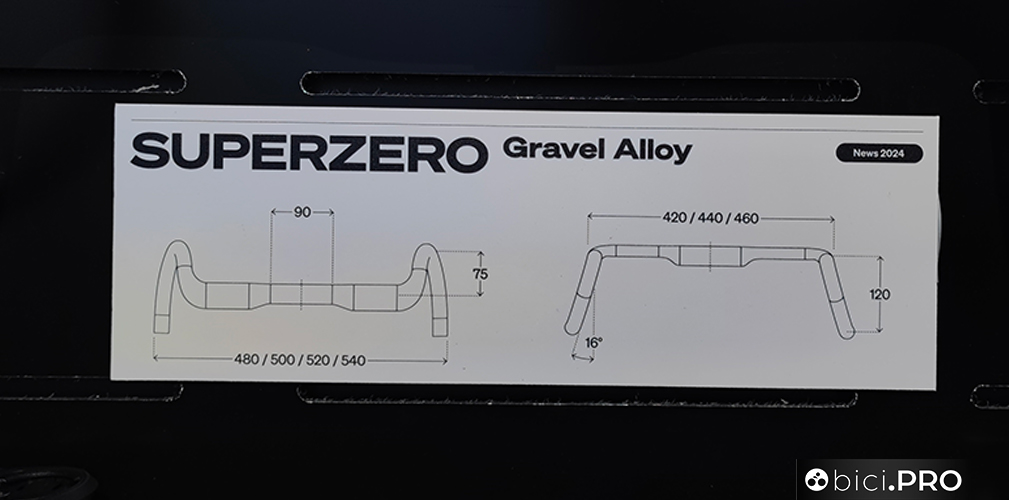 SUPERZERO Gravel Alloy
News 2024
90
75
480 / 500 / 520 / 540
420 / 440 / 460
120
16°
bici.PRO